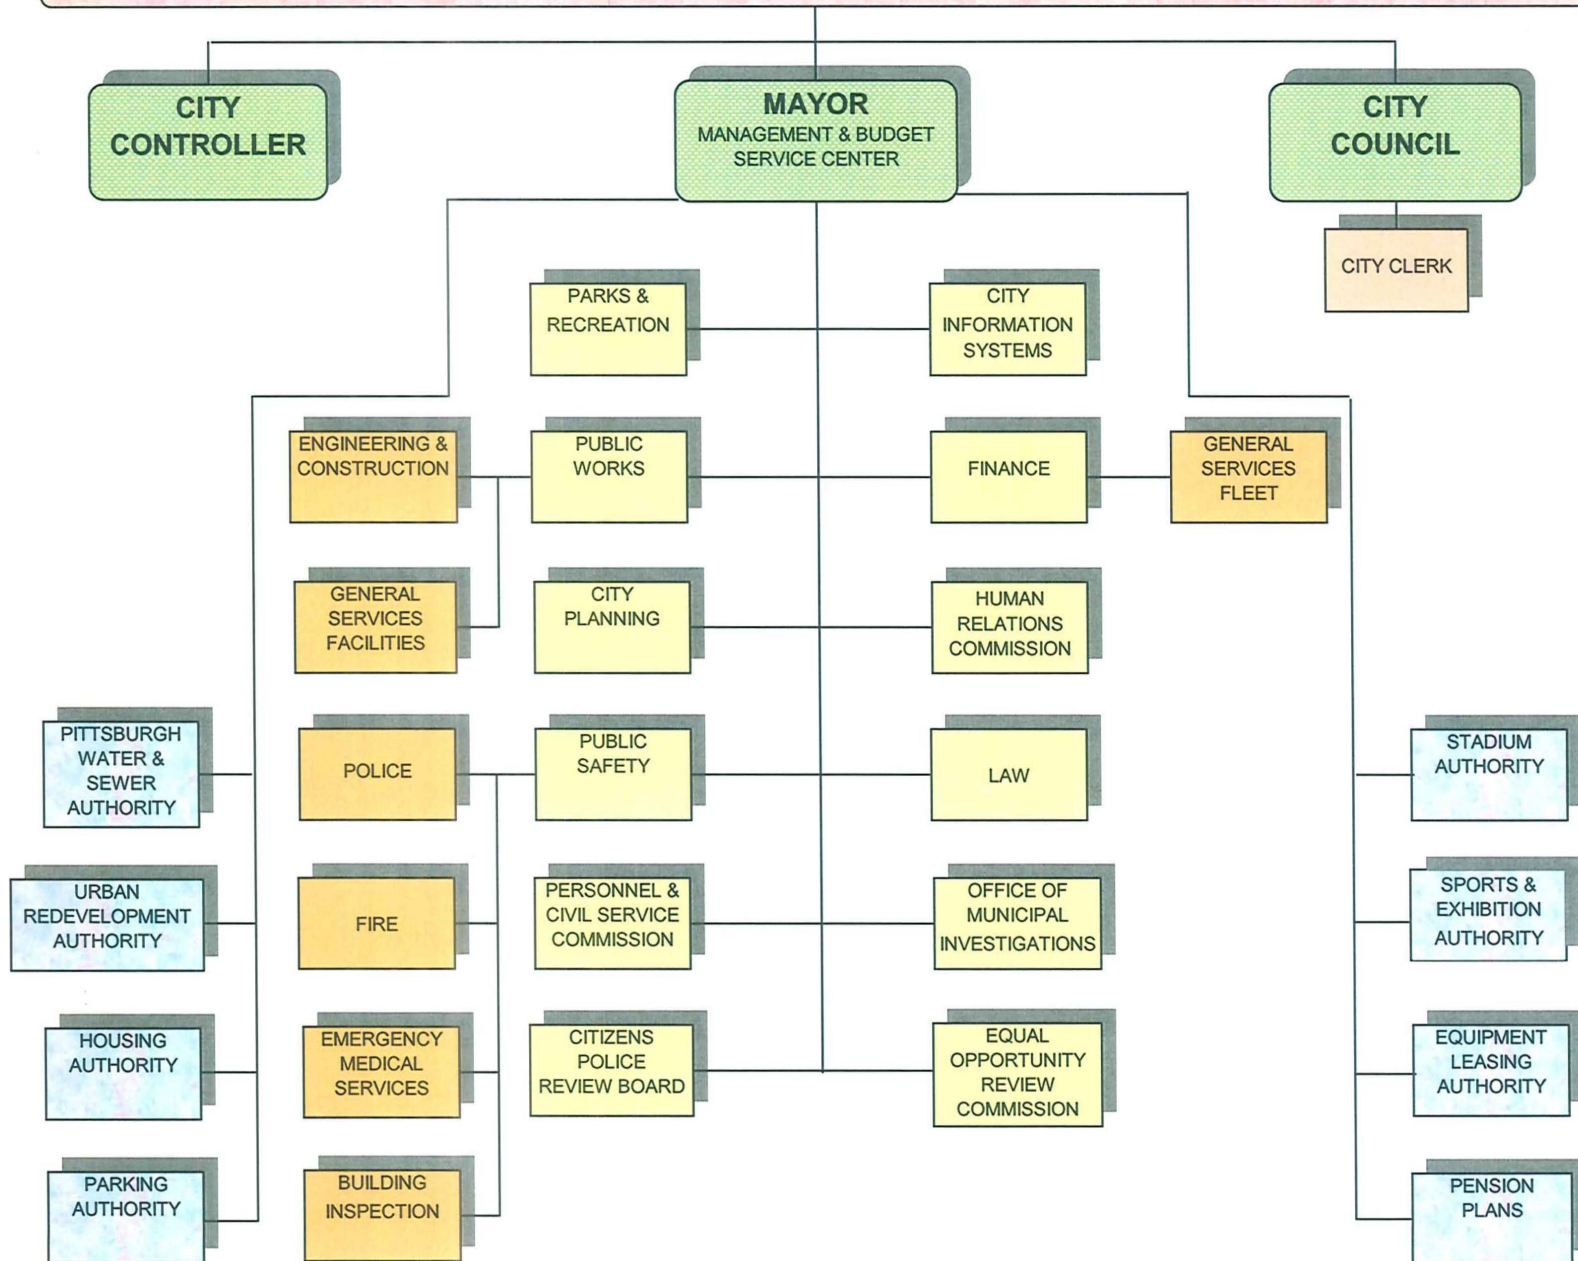 CITY
CONTROLLER
MAYOR
MANAGEMENT & BUDGET
SERVICE CENTER
CITY
COUNCIL
CITY CLERK
PARKS &
RECREATION
CITY
INFORMATION
SYSTEMS
ENGINEERING &
CONSTRUCTION
PUBLIC
WORKS
FINANCE
GENERAL
SERVICES
FLEET
GENERAL
SERVICES
FACILITIES
CITY
PLANNING
HUMAN
RELATIONS
COMMISSION
PITTSBURGH
WATER &
SEWER
AUTHORITY
POLICE
PUBLIC
SAFETY
LAW
STADIUM
AUTHORITY
URBAN
REDEVELOPMENT
AUTHORITY
FIRE
PERSONNEL &
CIVIL SERVICE
COMMISSION
OFFICE OF
MUNICIPAL
INVESTIGATIONS
SPORTS &
EXHIBITION
AUTHORITY
HOUSING
AUTHORITY
EMERGENCY
MEDICAL
SERVICES
CITIZENS
POLICE
REVIEW BOARD
EQUAL
OPPORTUNITY
REVIEW
COMMISSION
EQUIPMENT
LEASING
AUTHORITY
PARKING
AUTHORITY
BUILDING
INSPECTION
PENSION
PLANS